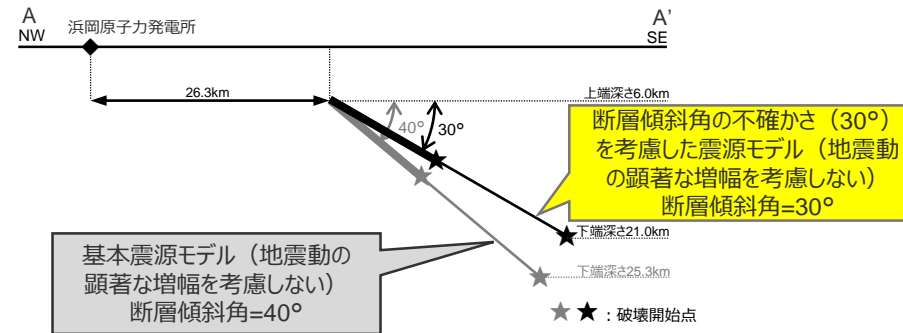 A
NW
浜岡原子力発電所
A’
SE
26.3km
上端深さ6.0km
40°
30°
断層傾斜角の不確かさ（30°）
を考慮した震源モデル（地震動
の顕著な増幅を考慮しない）
断層傾斜角=30°
下端深さ21.0km
基本震源モデル（地震動の
顕著な増幅を考慮しない）
断層傾斜角=40°
下端深さ25.3km
★ ★ ：破壊開始点